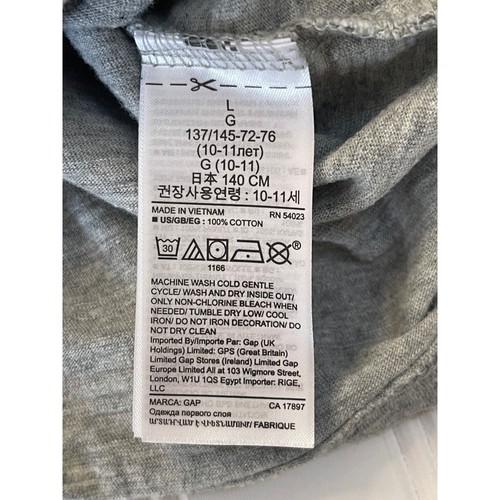 L
G
137/145-72-76
(10-11лет)
G (10-11)
日本 140 CM
권장사용연령 : 10-11세
MADE IN VIETNAM RN 54023
■ US/GB/EG : 100% COTTON
30
®
1166
MACHINE WASH COLD GENTLE
CYCLE/ WASH AND DRY INSIDE OUT/
ONLY NON-CHLORINE BLEACH WHEN
NEEDED/ TUMBLE DRY LOW/ COOL
IRON/ DO NOT IRON DECORATION/ DO
NOT DRY CLEAN
Imported By/Importe Par: Gap (UK
Holdings) Limited: GPS (Great Britain)
Limited Gap Stores (Ireland) Limited Gap
Europe Limited All at 103 Wigmore Street,
London, W1U 1QS Egypt Importer: RIGE,
LLC
MARCA: GAP CA 17897
Одежда первого слоя
ԱՐՏԱԴՐՎԱԾ Է ՎԻԵՏՆԱՄՈՒՄ/ FABRIQUE